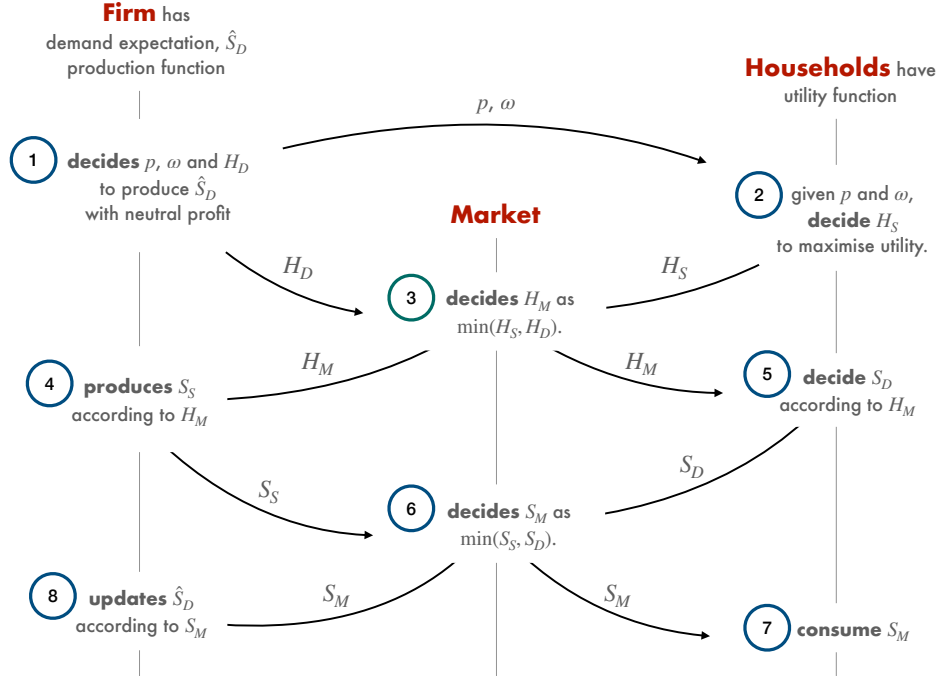 Firm has
demand expectation, Ŝ_D
production function
Households have
utility function
p, ω
1
decides p, ω and H_D
to produce Ŝ_D
with neutral profit
2
given p and ω,
decide H_S
to maximise utility.
Market
H_D
H_S
3
decides H_M as
min(H_S, H_D).
H_M
H_M
4
produces S_S
according to H_M
5
decide S_D
according to H_M
S_S
S_D
6
decides S_M as
min(S_S, S_D).
8
updates Ŝ_D
according to S_M
S_M
S_M
7
consume S_M